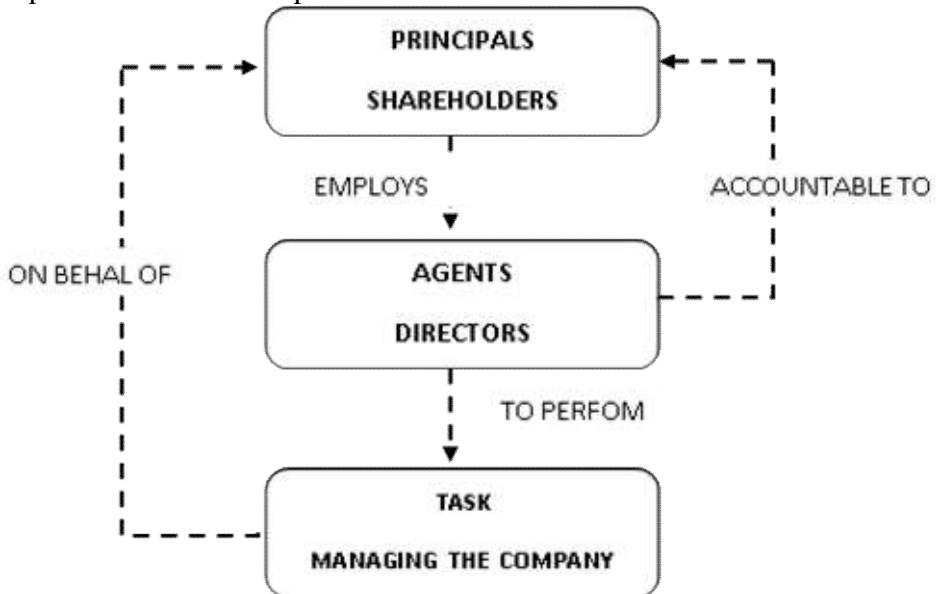 PRINCIPALS
SHAREHOLDERS
EMPLOYS
ACCOUNTABLE TO
ON BEHAL OF
AGENTS
DIRECTORS
TO PERFOM
TASK
MANAGING THE COMPANY